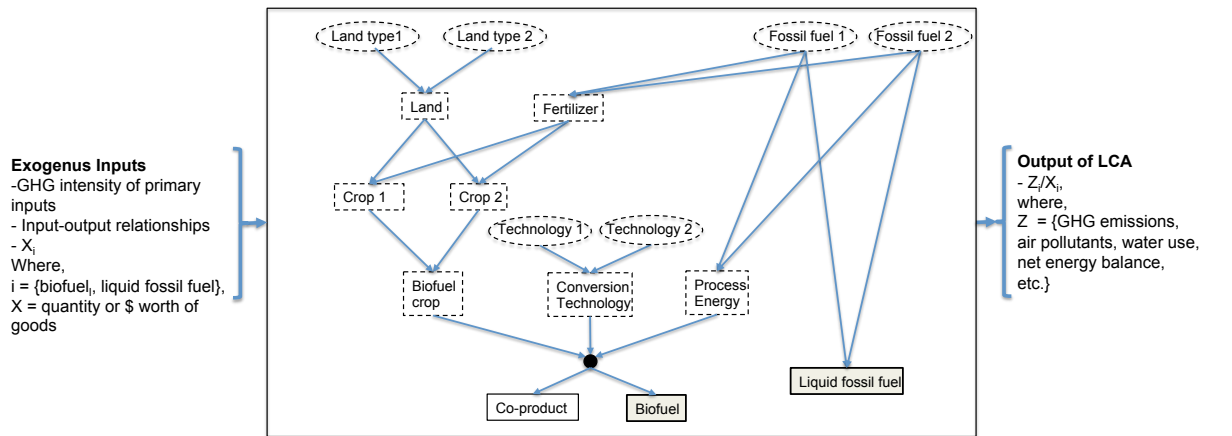 Land type1
Land type 2
Fossil fuel 1
Fossil fuel 2
Land
Fertilizer
Exogenus Inputs
-GHG intensity of primary
inputs
- Input-output relationships
- Xi
Where,
i = {biofueli, liquid fossil fuel},
X = quantity or $ worth of
goods
Crop 1
Crop 2
Technology 1
Technology 2
Biofuel
crop
Conversion
Technology
Process
Energy
Co-product
Biofuel
Liquid fossil fuel
Output of LCA
- Zi/Xi,
where,
Z = {GHG emissions,
air pollutants, water use,
net energy balance,
etc.}